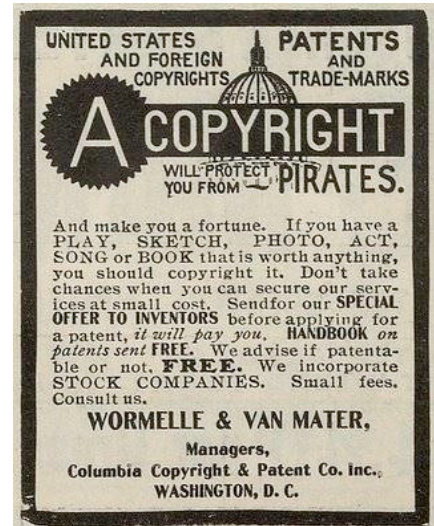 UNITED STATES
AND FOREIGN
COPYRIGHTS
PATENTS
AND
TRADE-MARKS
A COPYRIGHT
WILL PROTECT
YOU FROM
PIRATES.
And make you a fortune. If you have a
PLAY, SKETCH, PHOTO, ACT,
SONG or BOOK that is worth anything,
you should copyright it. Don't take
chances when you can secure our serv-
ices at small cost. Send for our SPECIAL
OFFER TO INVENTORS before applying for
a patent, it will pay you. HANDBOOK on
patents sent FREE. We advise if patenta-
ble or not, FREE. We incorporate
STOCK COMPANIES. Small fees.
Consult us.
WORMELLE & VAN MATER,
Managers,
Columbia Copyright & Patent Co. Inc.,
WASHINGTON, D. C.